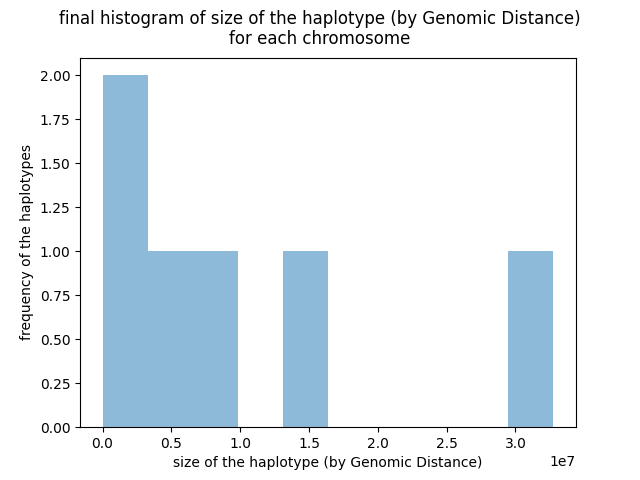 final histogram of size of the haplotype (by Genomic Distance)
for each chromosome
2.00
1.75
1.50
1.25
1.00
0.75
0.50
0.25
0.00
frequency of the haplotypes
0.0 0.5 1.0 1.5 2.0 2.5 3.0
1e7
size of the haplotype (by Genomic Distance)